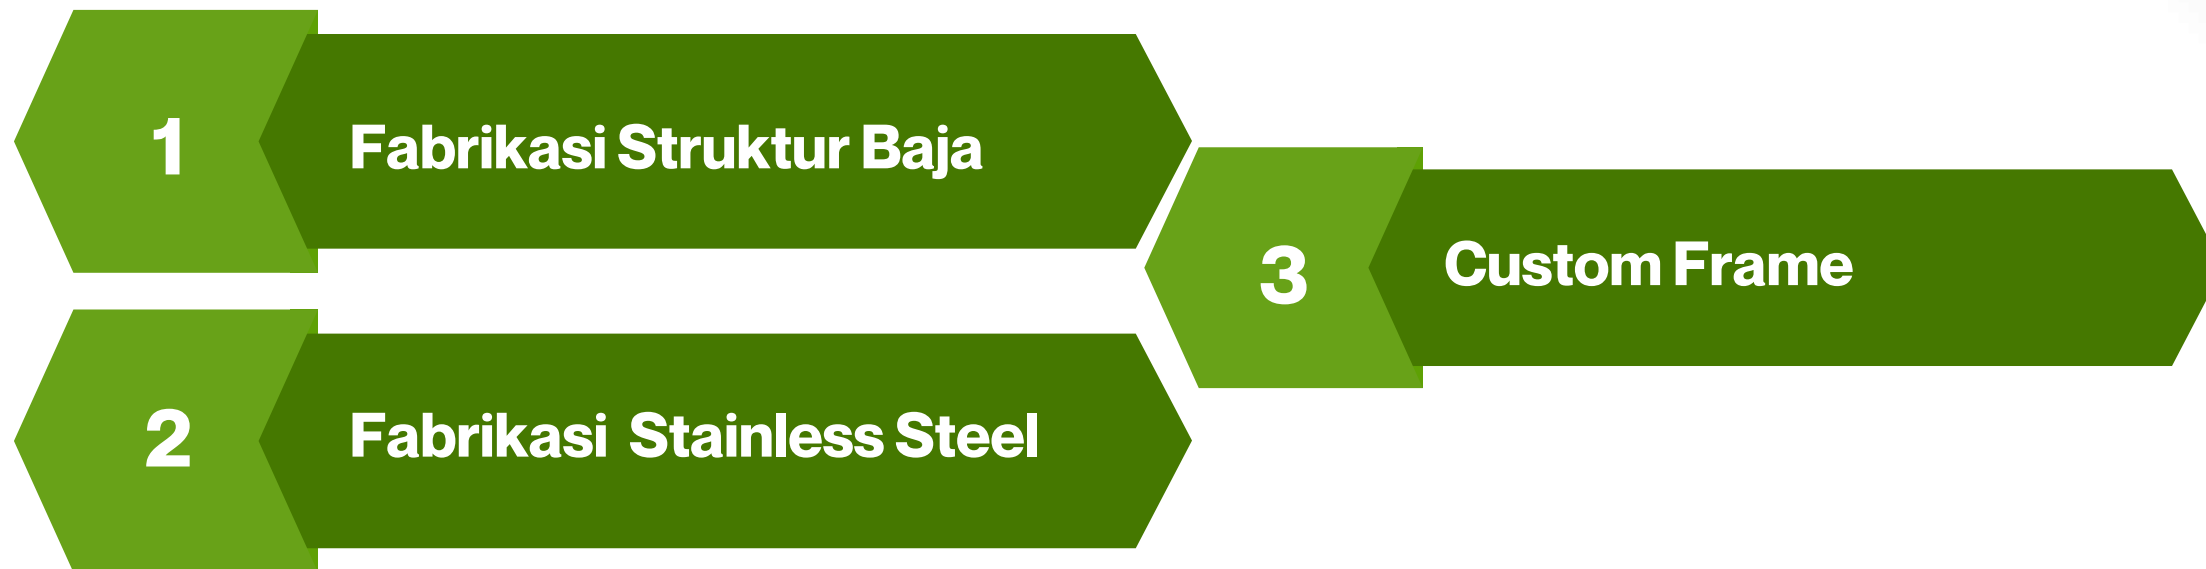 1
Fabrikasi Struktur Baja
2
Fabrikasi Stainless Steel
3
Custom Frame